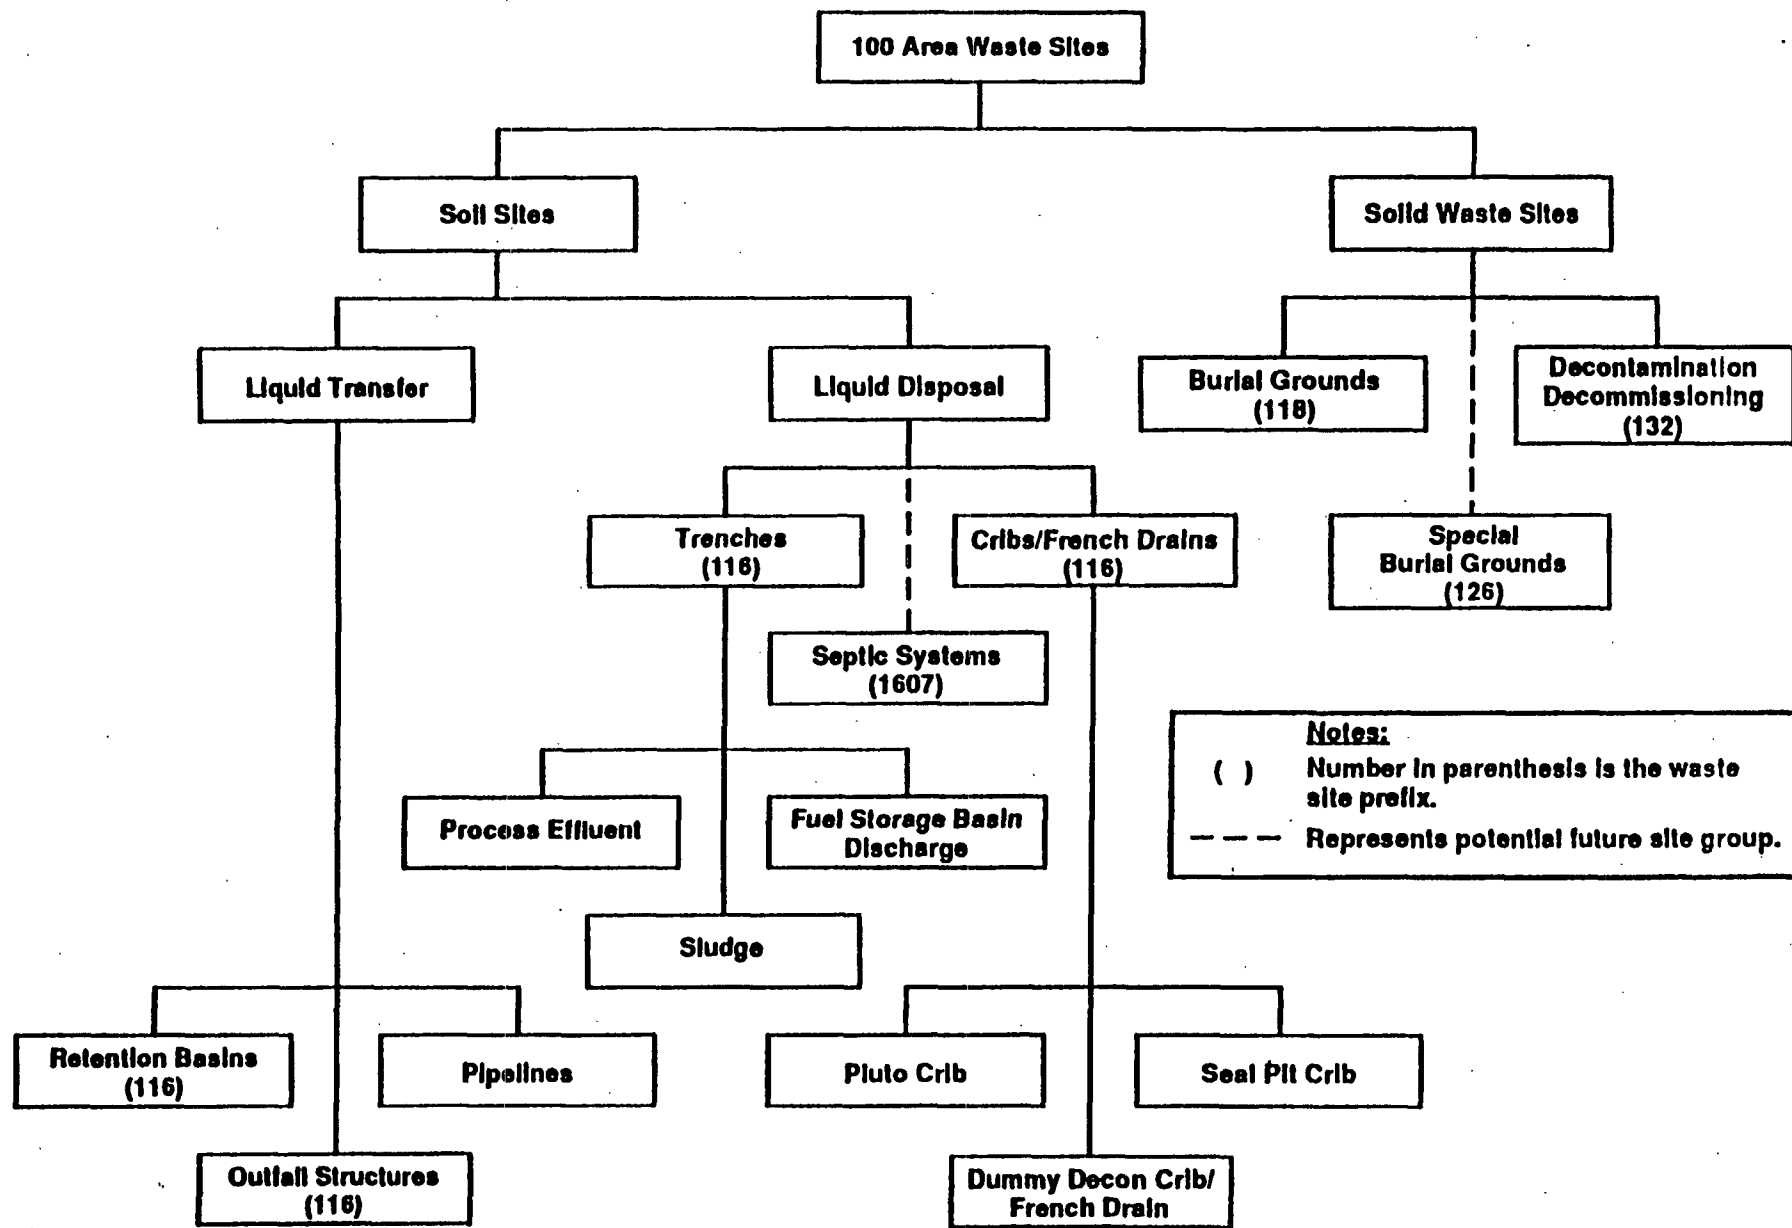 100 Area Waste Sites
Soil Sites
Solid Waste Sites
Liquid Transfer
Liquid Disposal
Burial Grounds
(118)
Decontamination
Decommissioning
(132)
Trenches
(116)
Cribs/French Drains
(116)
Special
Burial Grounds
(126)
Septic Systems
(1607)
Notes:
( ) Number in parenthesis is the waste
site prefix.
– – – Represents potential future site group.
Process Effluent
Fuel Storage Basin
Discharge
Sludge
Retention Basins
(116)
Pipelines
Pluto Crib
Seal Pit Crib
Outfall Structures
(116)
Dummy Decon Crib/
French Drain